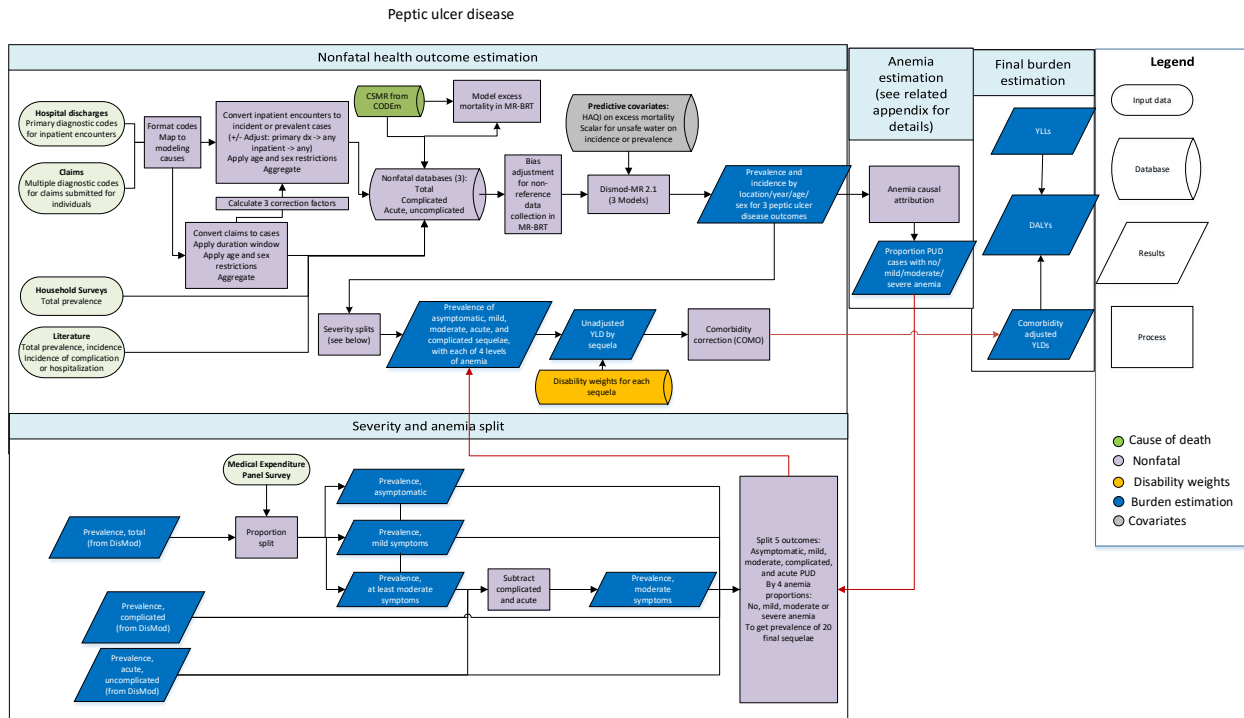 Peptic ulcer disease
Nonfatal health outcome estimation
Hospital discharges
Primary diagnostic codes
for inpatient encounters
Claims
Multiple diagnostic codes
for claims submitted for
individuals
Household Surveys
Total prevalence
Literature
Total prevalence, incidence
Incidence of complication
or hospitalization
Format codes
Map to
modeling
causes
Convert inpatient encounters
to incident or prevalent cases
(+/- Adjust: primary dx -> any
inpatient -> any)
Apply age and sex restrictions
Aggregate
Calculate 3 correction factors
Convert claims to cases
Apply duration window
Apply age and sex
restrictions
Aggregate
CSMR from
CODEm
Model excess
mortality in MR-BRT
Nonfatal databases (3):
Total
Complicated
Acute, uncomplicated
Bias
adjustment for
non-
reference
data
collection in
MR-BRT
Predictive covariates:
HAQI on excess mortality
Scalar for unsafe water on
incidence or prevalence
Dismod-MR 2.1
(3 Models)
Prevalence and
incidence by
location/year/age/
sex for 3 peptic ulcer
disease outcomes
Severity splits
(see below)
Prevalence of
asymptomatic, mild,
moderate, acute, and
complicated sequelae,
with each of 4 levels
of anemia
Unadjusted
YLD by
sequela
Disability weights for each
sequela
Comorbidity
correction (COMO)
Anemia
estimation
(see related
appendix for
details)
Anemia causal
attribution
Proportion PUD
cases with no/
mild/moderate/
severe anemia
Final burden
estimation
YLLs
DALYs
Comorbidity
adjusted YLDs
Legend
Input data
Database
Results
Process
Cause of death
Nonfatal
Disability weights
Burden estimation
Covariates
Severity and anemia split
Medical Expenditure
Panel Survey
Prevalence, total
(from DisMod)
Proportion
split
Prevalence,
asymptomatic
Prevalence,
mild symptoms
Prevalence,
at least moderate
symptoms
Subtract
complicated
and acute
Prevalence,
moderate
symptoms
Prevalence,
complicated
(from DisMod)
Prevalence,
acute,
uncomplicated
(from DisMod)
Split 5 outcomes:
Asymptomatic, mild,
moderate, complicated,
and acute PUD
By 4 anemia
proportions:
No, mild, moderate or
severe anemia
To get prevalence of 20
final sequelae